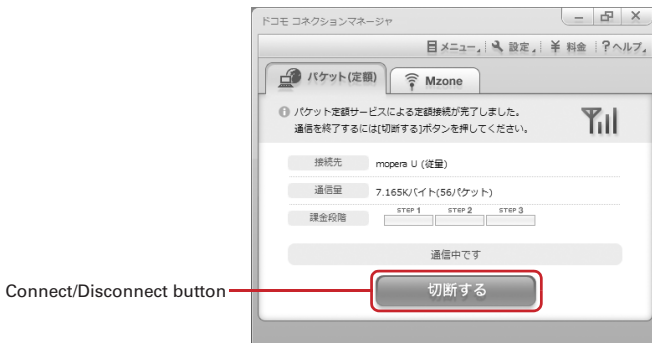 ドコモ コネクションマネージャ
メニュー 設定 ¥ 料金 ? ヘルプ
パケット(定額) Mzone
パケット定額サービスによる定額接続が完了しました。
通信を終了するには[切断する]ボタンを押してください。
接続先 mopera U (従量)
通信量 7.165Kバイト(56パケット)
STEP 1 STEP 2 STEP 3
課金段階
通信中です
Connect/Disconnect button 切断する